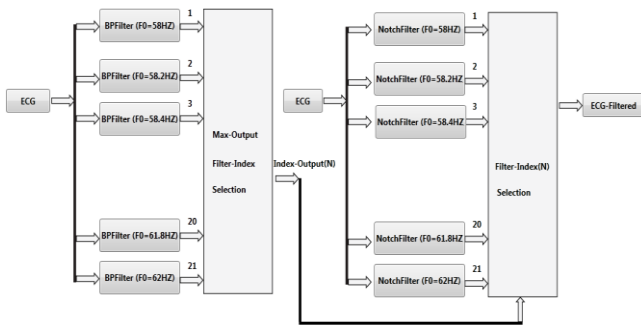 ECG
BPFilter (F0=58HZ)
1
BPFilter (F0=58.2HZ
2
BPFilter (F0=58.4HZ)
3
BPFilter (F0=61.8HZ)
20
BPFilter (F0=62HZ)
21
Max-Output
Filter-Index
Selection
Index-Output(N)
ECG
NotchFilter (F0=58HZ)
1
NotchFilter (F0=58.2HZ
2
NotchFilter (F0=58.4HZ
3
NotchFilter (F0=61.8HZ
20
NotchFilter (F0=62HZ)
21
Filter-Index(N)
Selection
ECG-Filtered